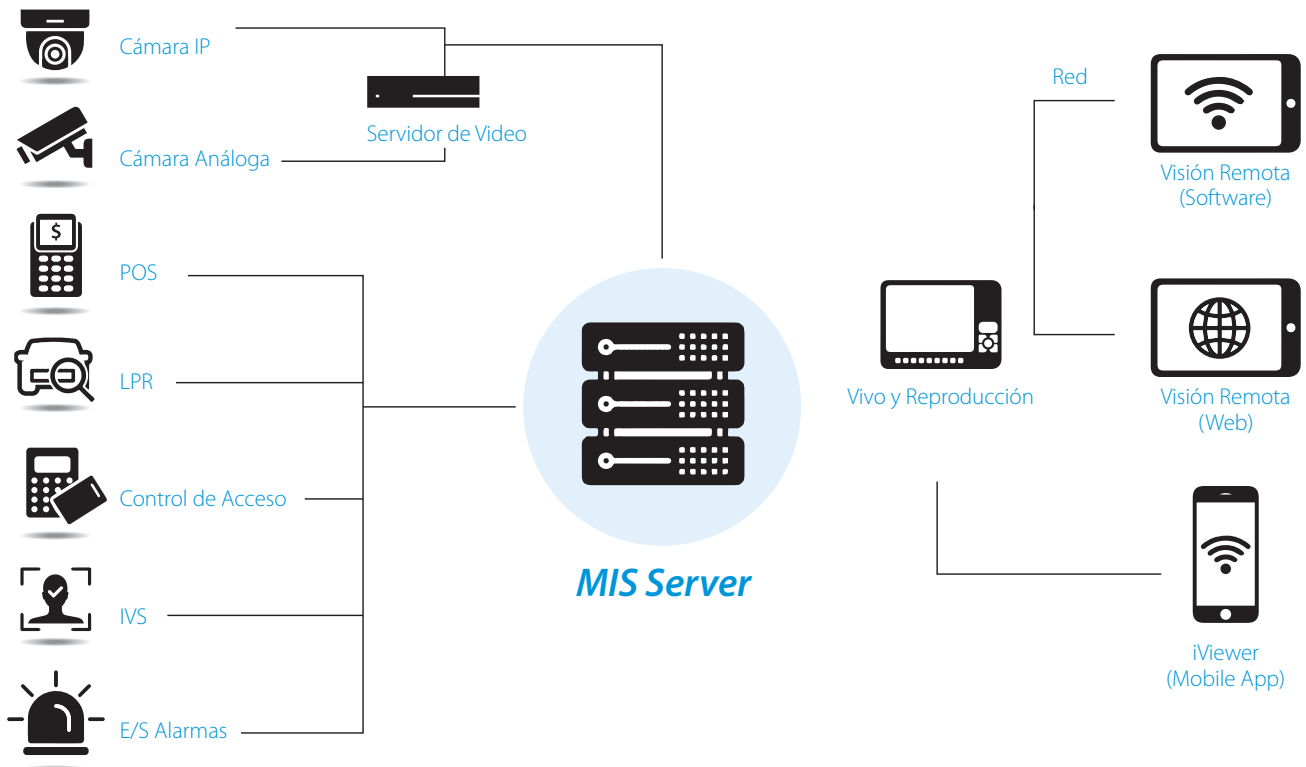 Cámara IP
Servidor de Video
Cámara Análoga
POS
LPR
Control de Acceso
IVS
E/S Alarmas
$
MIS Server
Vivo y Reproducción
Red
Visión Remota
(Software)
Visión Remota
(Web)
iViewer
(Mobile App)